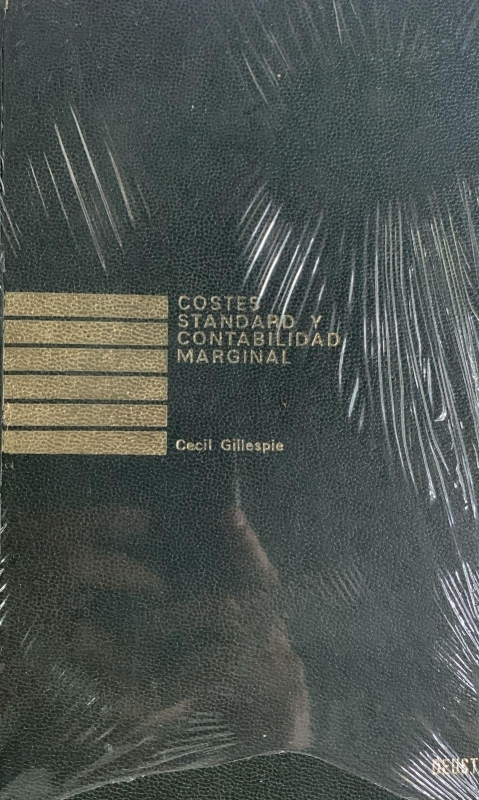 COSTES
STANDARD Y
CONTABILIDAD
MARGINAL
Cecil Gillespie